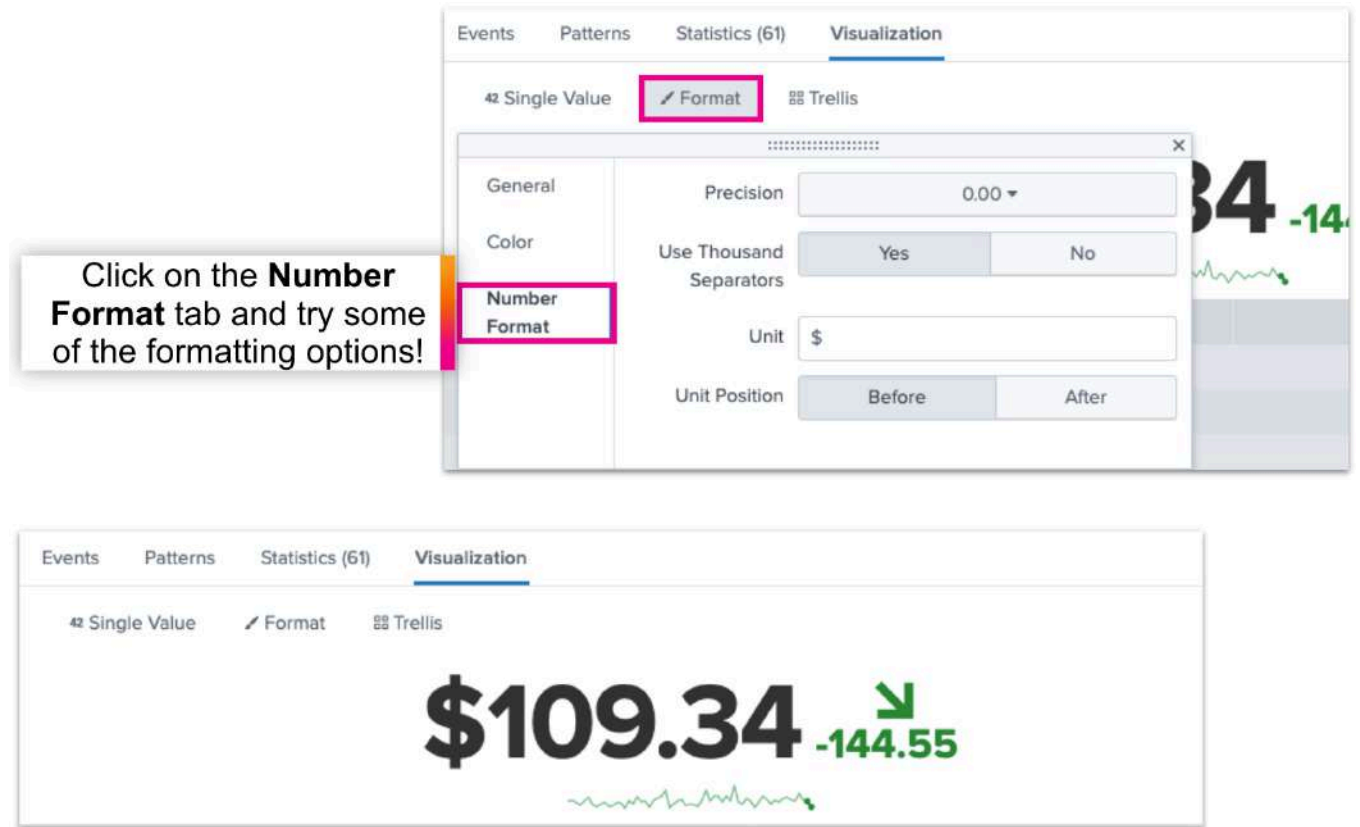 Events Patterns Statistics (61) Visualization
42 Single Value Format Trellis
General
Precision 0.00
34 -14
Color
Use Thousand
Separators
Yes No
Click on the Number
Format tab and try some
of the formatting options!
Number
Format
Unit $
Unit Position Before After
Events Patterns Statistics (61) Visualization
42 Single Value Format Trellis
$109.34 -144.55